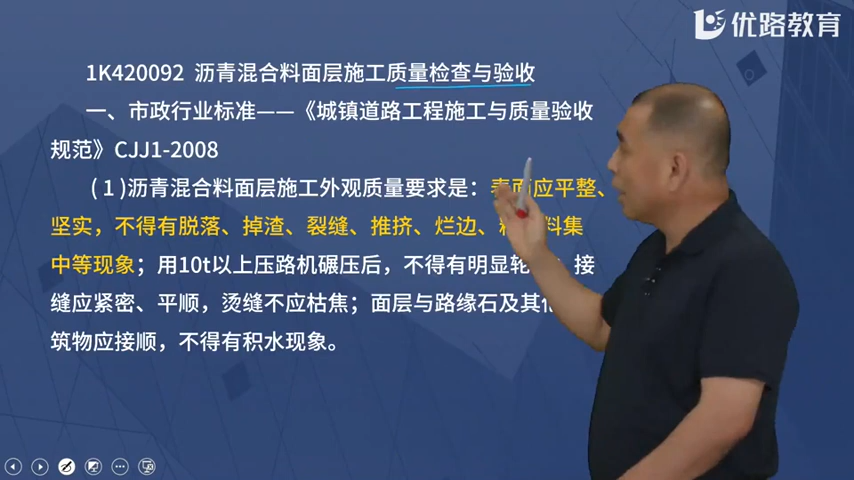 优路教育
1K420092 沥青混合料面层施工质量检查与验收
一、市政行业标准——《城镇道路工程施工与质量验收
规范》CJJ1-2008
(1)沥青混合料面层施工外观质量要求是：表面应平整、
坚实，不得有脱落、掉渣、裂缝、推挤、烂边、料集
中等现象；用10t以上压路机碾压后，不得有明显轮 接
缝应紧密、平顺，烫缝不应枯焦；面层与路缘石及其他
筑物应接顺，不得有积水现象。